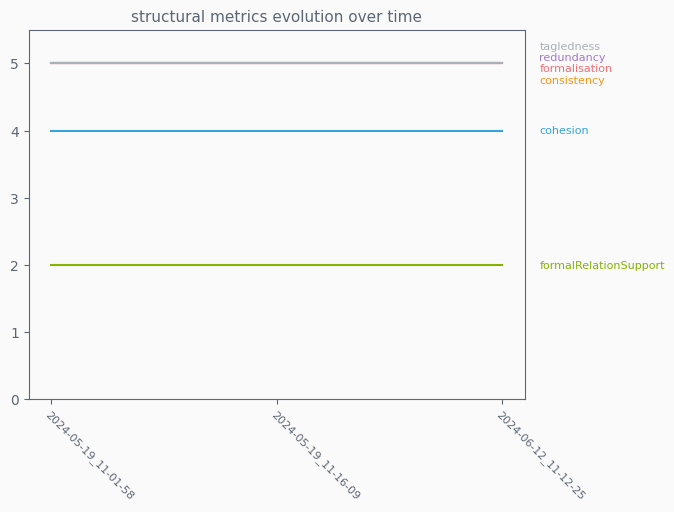 structural metrics evolution over time
5
4
3
2
1
0
tagledness
redundancy
formalisation
consistency
cohesion
formalRelationSupport
2024-05-19_11-01-58
2024-05-19_11-16-09
2024-06-12_11-12-25